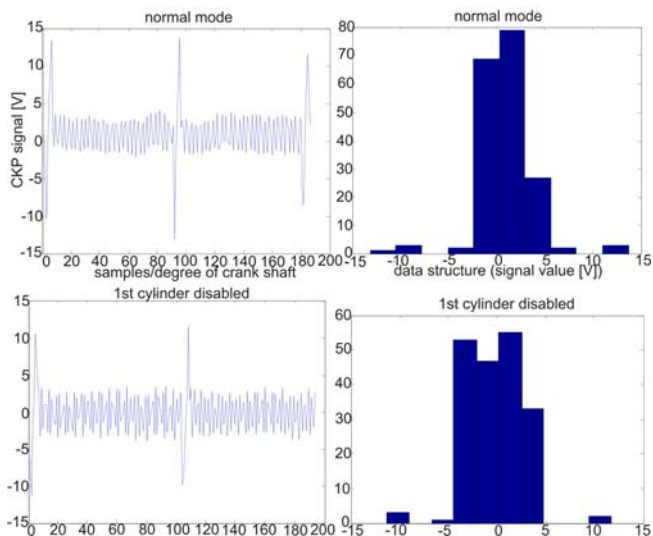 normal mode
15
10
5
0
-5
-10
15
CKP signal [V]
0 20 40 60 80 100 120 140 160 180 200
samples/degree of crank shaft
normal mode
80
70
60
50
40
30
20
10
0
-15 -10 -5 0 5 10 15
data structure (signal value [V])
1st cylinder disabled
15
10
5
0
-5
-10
15
0 20 40 60 80 100 120 140 160 180 200
1st cylinder disabled
60
50
40
30
20
10
0
-15 -10 -5 0 5 10 15